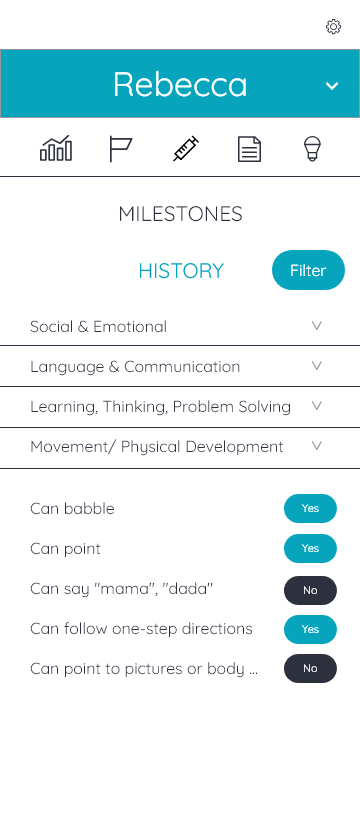 Rebecca
MILESTONES
HISTORY
Filter
Social & Emotional
Language & Communication
Learning, Thinking, Problem Solving
Movement/ Physical Development
Can babble Yes
Can point Yes
Can say "mama", "dada" No
Can follow one-step directions Yes
Can point to pictures or body ... No